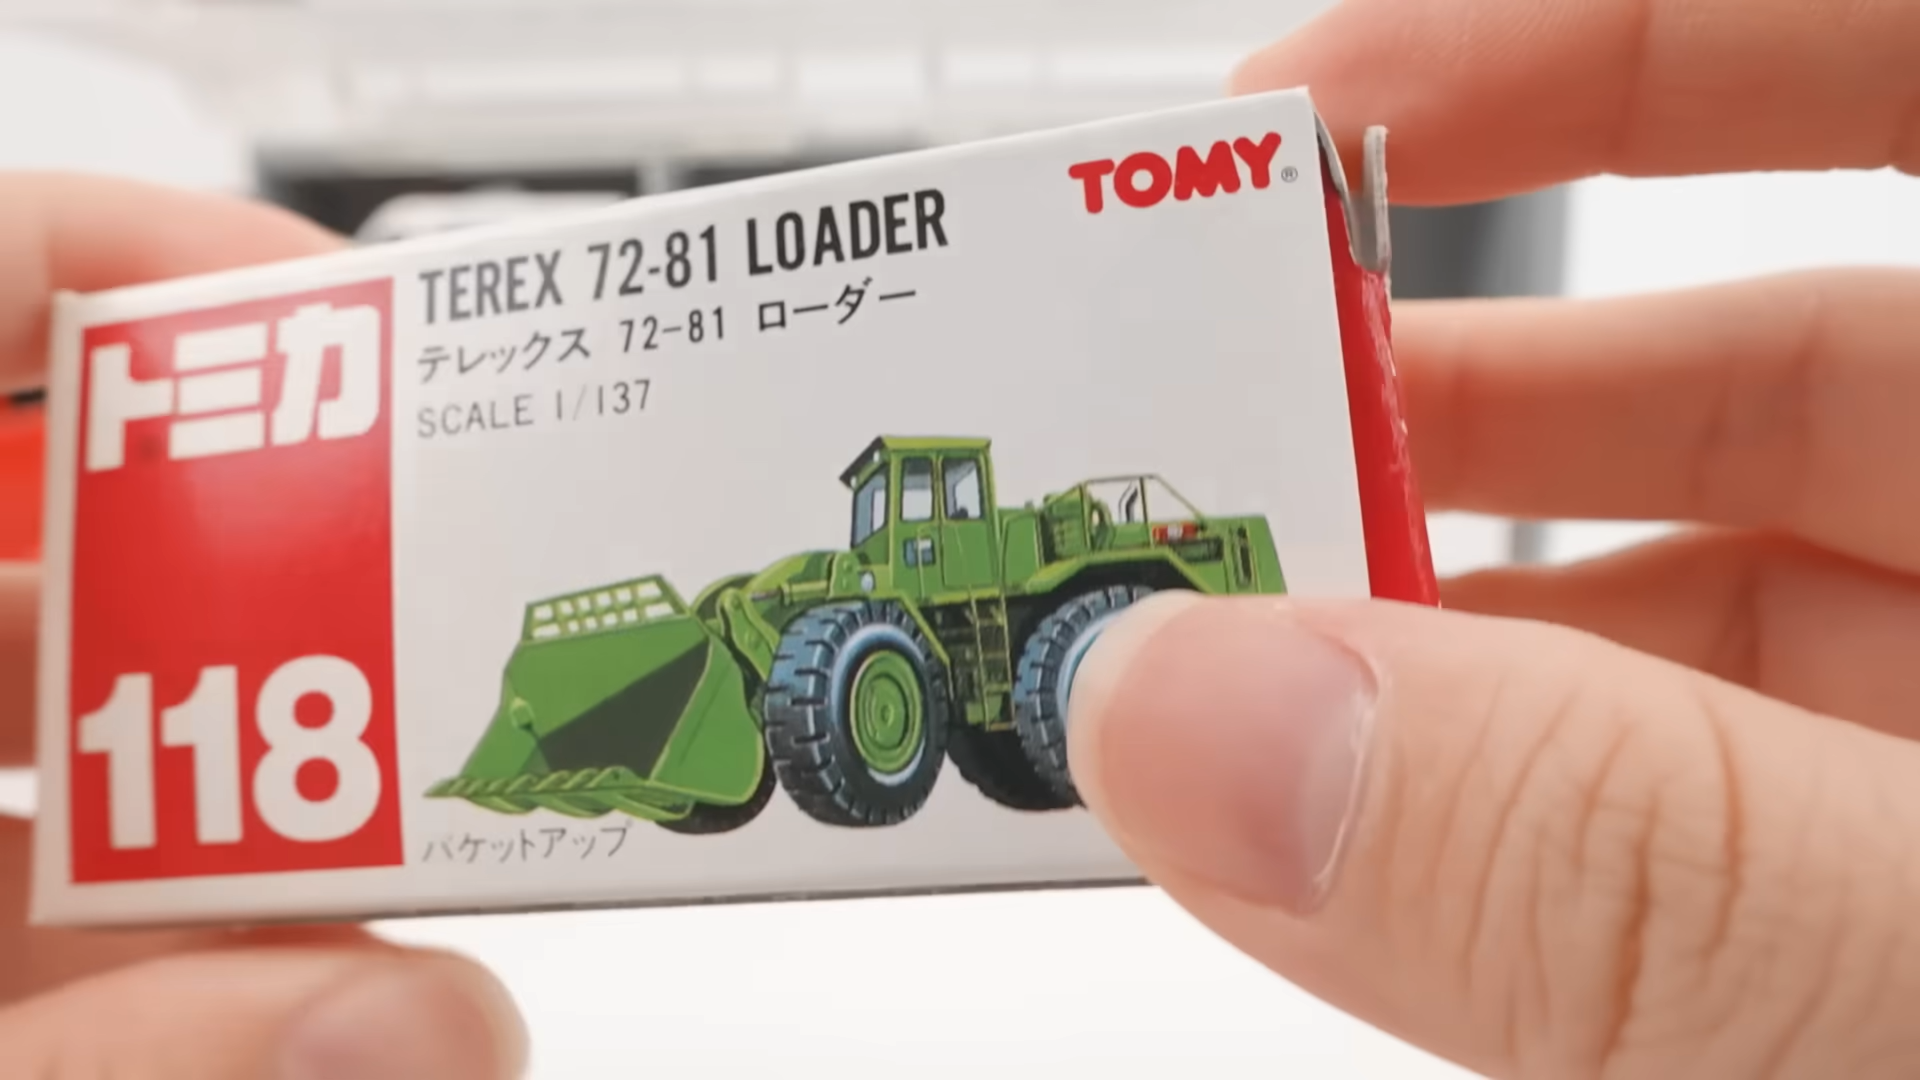 TOMY®
TEREX 72-81 LOADER
テレックス 72-81 ローダー
SCALE 1/137
トミカ
118
バケットアップ